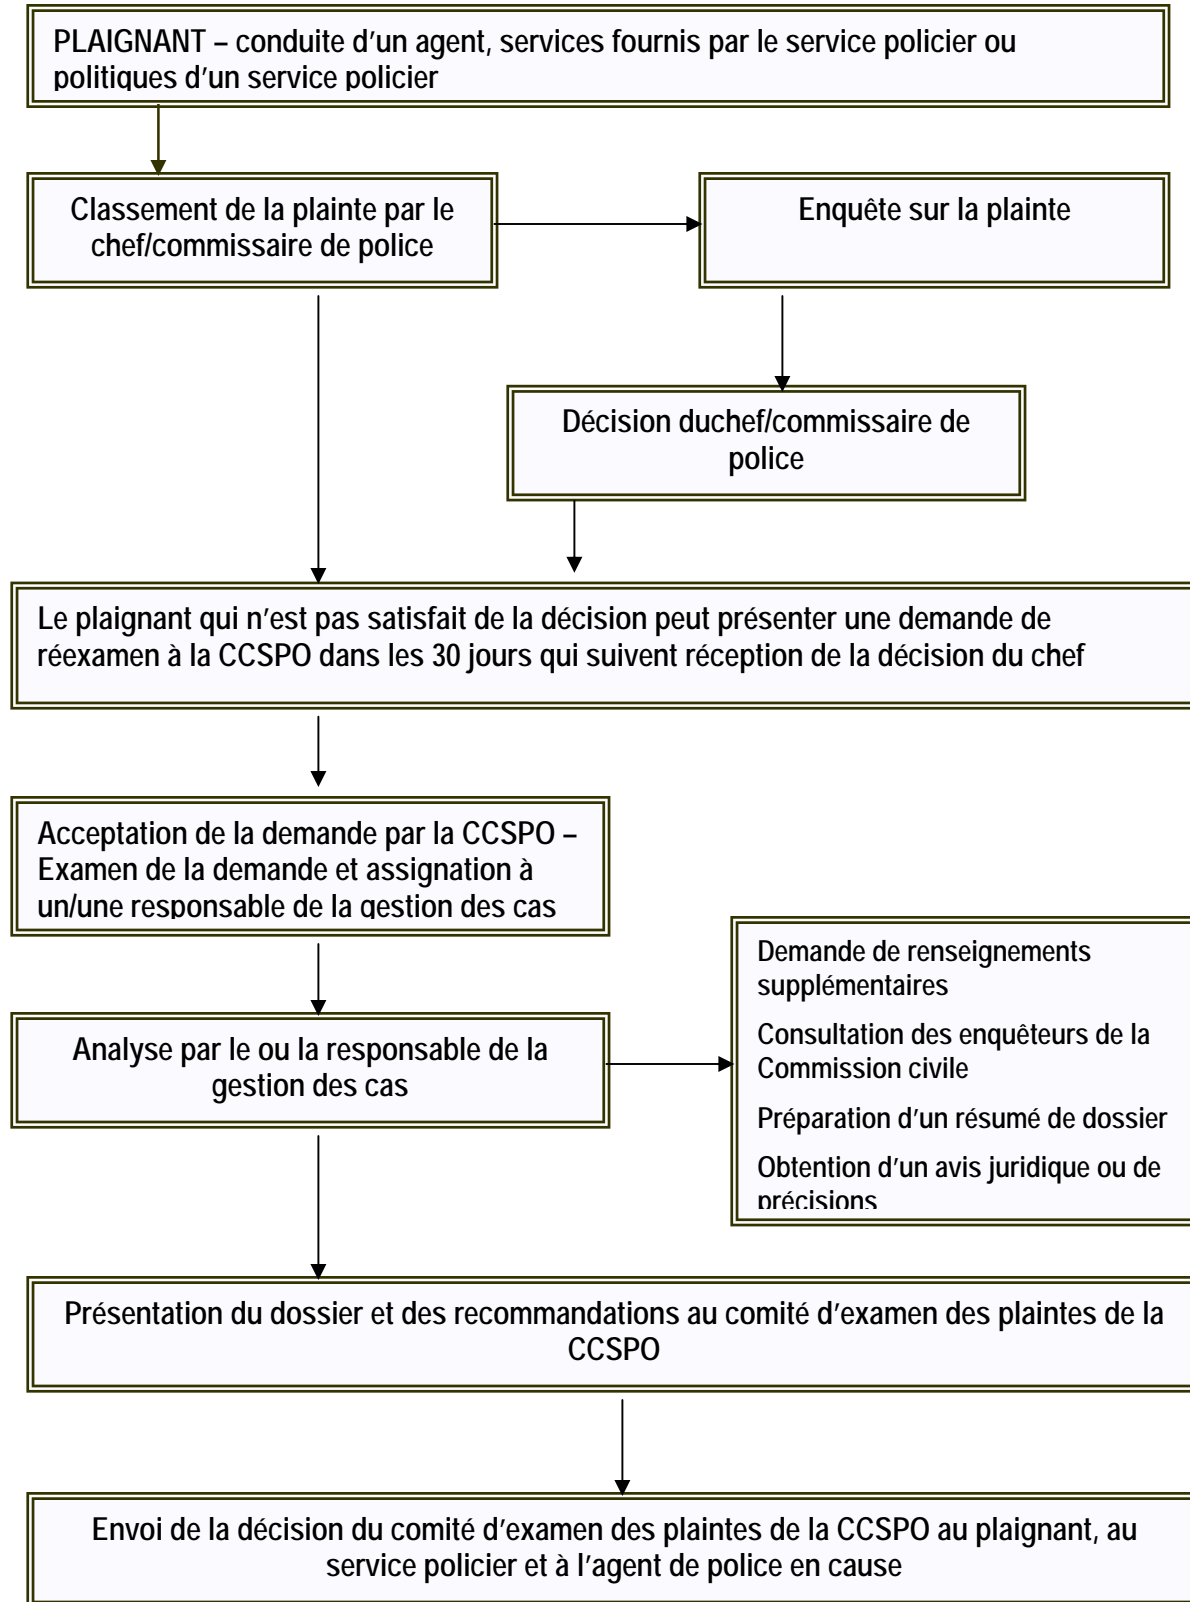 PLAIGNANT – conduite d’un agent, services fournis par le service policier ou
politiques d’un service policier
Classement de la plainte par le
chef/commissaire de police
Enquête sur la plainte
Décision duchef/commissaire de
police
Le plaignant qui n’est pas satisfait de la décision peut présenter une demande de
réexamen à la CCSPO dans les 30 jours qui suivent réception de la décision du chef
Acceptation de la demande par la CCSPO –
Examen de la demande et assignation à
un/une responsable de la gestion des cas
Analyse par le ou la responsable de la
gestion des cas
Demande de renseignements
supplémentaires
Consultation des enquêteurs de la
Commission civile
Préparation d’un résumé de dossier
Obtention d’un avis juridique ou de
précisions
Présentation du dossier et des recommandations au comité d’examen des plaintes de la
CCSPO
Envoi de la décision du comité d’examen des plaintes de la CCSPO au plaignant, au
service policier et à l’agent de police en cause